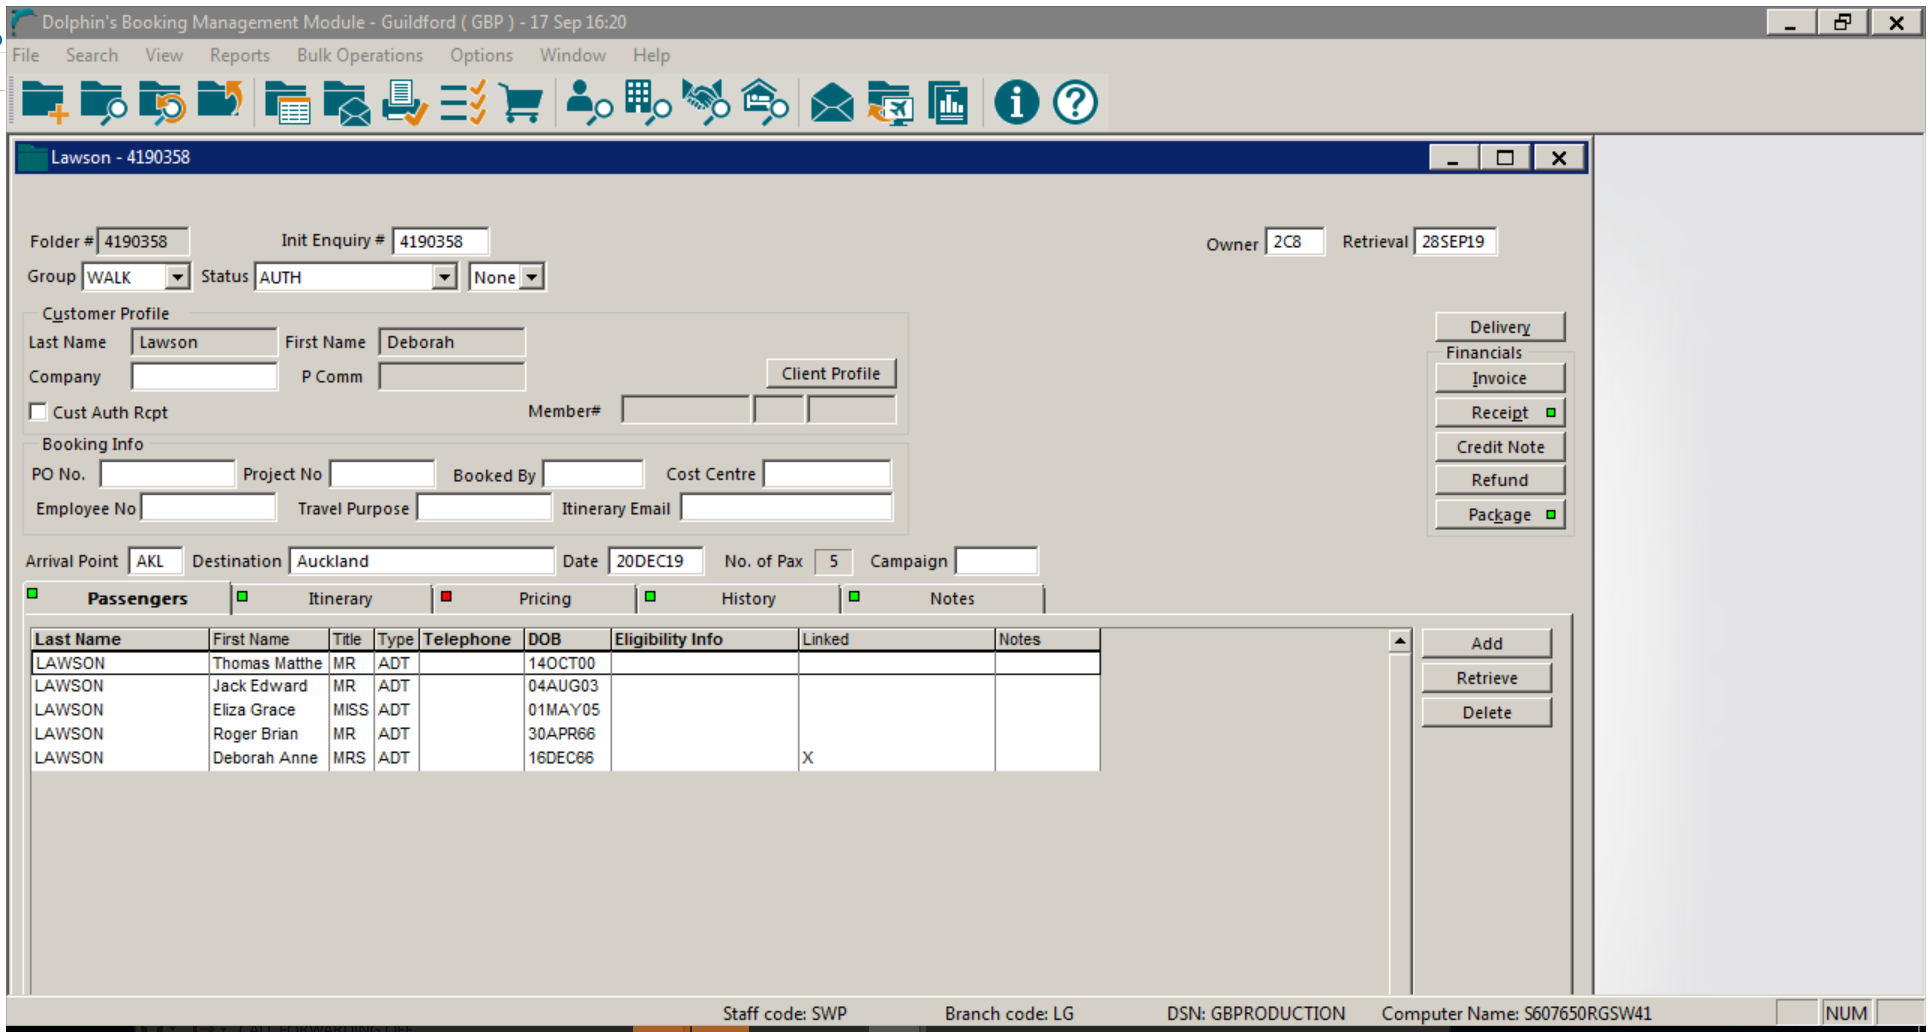 Dolphin's Booking Management Module - Guildford ( GBP ) - 17 Sep 16:20
File Search View Reports Bulk Operations Options Window Help
Lawson - 4190358
Folder # 4190358 Init Enquiry # 4190358 Owner 2C8 Retrieval 28SEP19
Group WALK Status AUTH None
Customer Profile
Last Name Lawson First Name Deborah
Company P Comm Client Profile
Cust Auth Rcpt Member#
Delivery
Financials
Invoice
Receipt
Credit Note
Refund
Package
Booking Info
PO No. Project No Booked By Cost Centre
Employee No Travel Purpose Itinerary Email
Arrival Point AKL Destination Auckland Date 20DEC19 No. of Pax 5 Campaign
Passengers Itinerary Pricing History Notes
Last Name First Name Title Type Telephone DOB Eligibility Info Linked Notes
LAWSON Thomas Matthe MR ADT 14OCT00
LAWSON Jack Edward MR ADT 04AUG03
LAWSON Eliza Grace MISS ADT 01MAY05
LAWSON Roger Brian MR ADT 30APR66
LAWSON Deborah Anne MRS ADT 16DEC66 X
Add
Retrieve
Delete
Staff code: SWP Branch code: LG DSN: GBPRODUCTION Computer Name: S607650RGSW41 NUM
CALL FORWARDING OFF